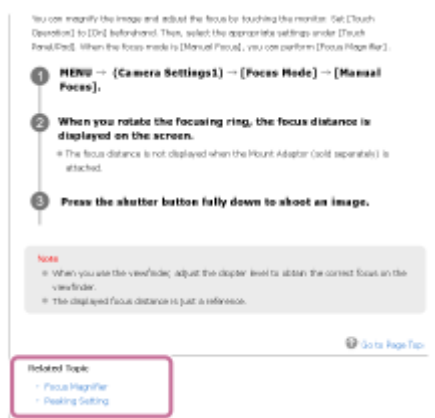 You can magnify the image and adjust the focus by touching the monitor. Set [Touch
Operation] to [On] beforehand. Then, select the appropriate settings under [Touch
Panel/Pad]. When the focus mode is [Manual Focus], you can perform [Focus Magnifier].
1 MENU → (Camera Settings1) → [Focus Mode] → [Manual
Focus].
2 When you rotate the focusing ring, the focus distance is
displayed on the screen.
The focus distance is not displayed when the Mount Adaptor (sold separately) is
attached.
3 Press the shutter button fully down to shoot an image.
Note
When you use the viewfinder, adjust the diopter level to obtain the correct focus on the
viewfinder.
The displayed focus distance is just a reference.
Go to Page Top
Related Topic
Focus Magnifier
Peaking Setting